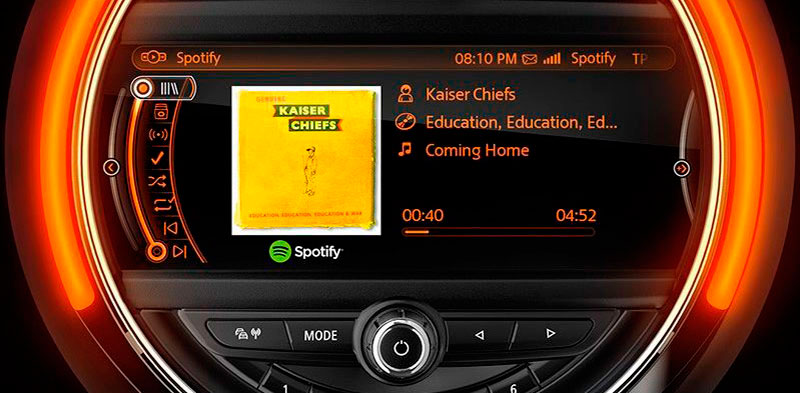 Spotify
08:10 PM Spotify TP
KAISER
CHIEFS
EDUCATION, EDUCATION, EDUCATION & WAR
Kaiser Chiefs
Education, Education, Ed...
Coming Home
00:40 04:52
Spotify
MODE
1 6